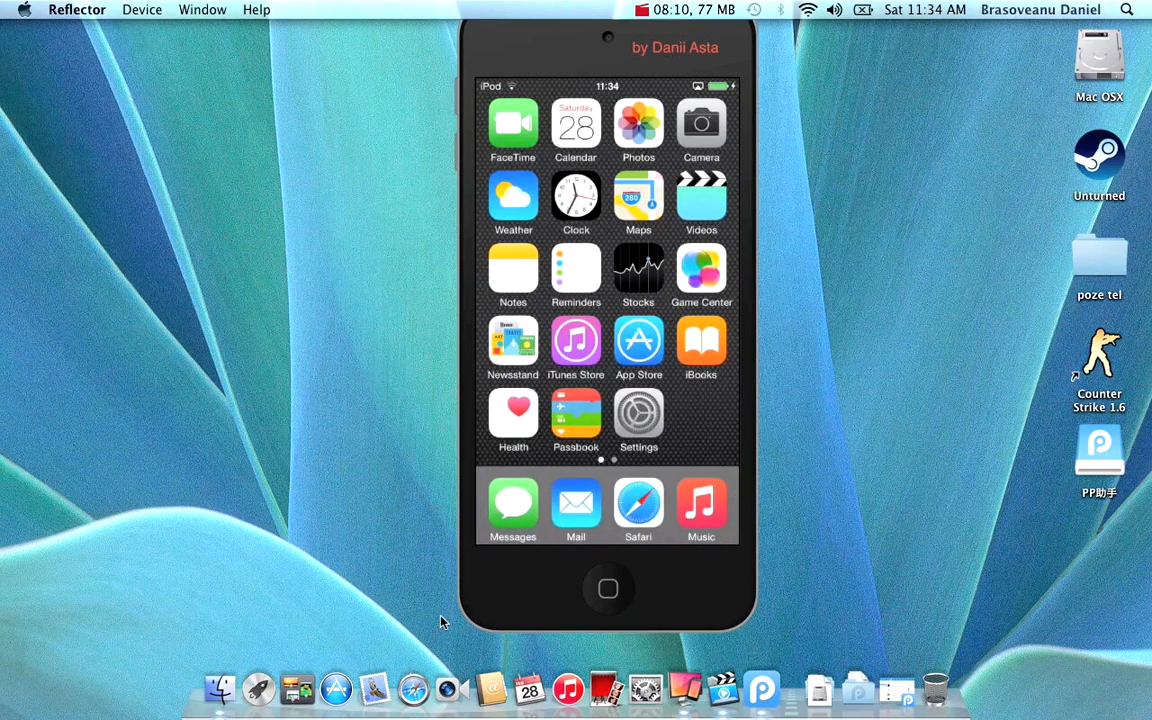 Reflector Device Window Help 08:10, 77 MB Sat 11:34 AM Brasoveanu Daniel
by Danii Asta
iPod 11:34
Saturday
28
FaceTime Calendar Photos Camera
280
Weather Clock Maps Videos
Notes Reminders Stocks Game Center
Newsstand iTunes Store App Store iBooks
Health Passbook Settings
Messages Mail Safari Music
Mac OSX
Unturned
poze tel
Counter
Strike 1.6
PP助手
28